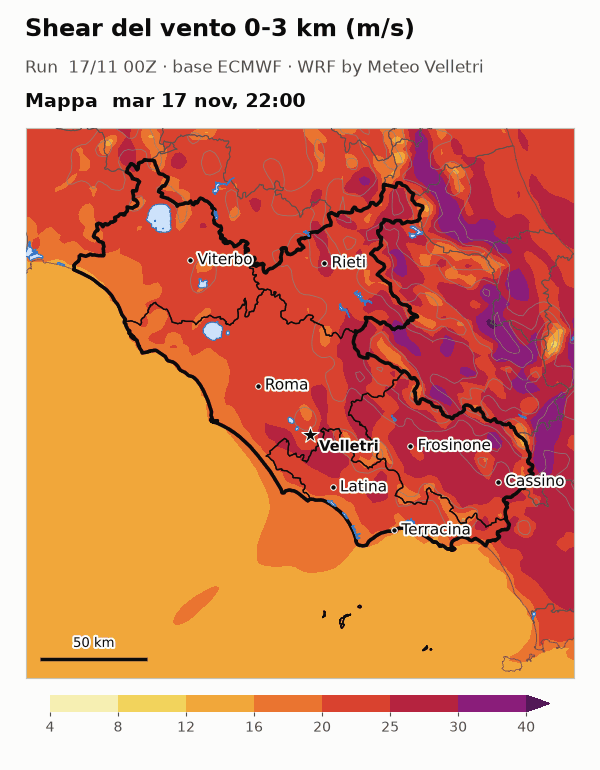 Shear del vento 0-3 km (m/s)
Run  17/11 00Z · base ECMWF · WRF by Meteo Velletri
Mappa  mar 17 nov, 22:00
Viterbo
Rieti
Roma
Velletri
Frosinone
Latina
Cassino
Terracina
50 km
4 8 12 16 20 25 30 40